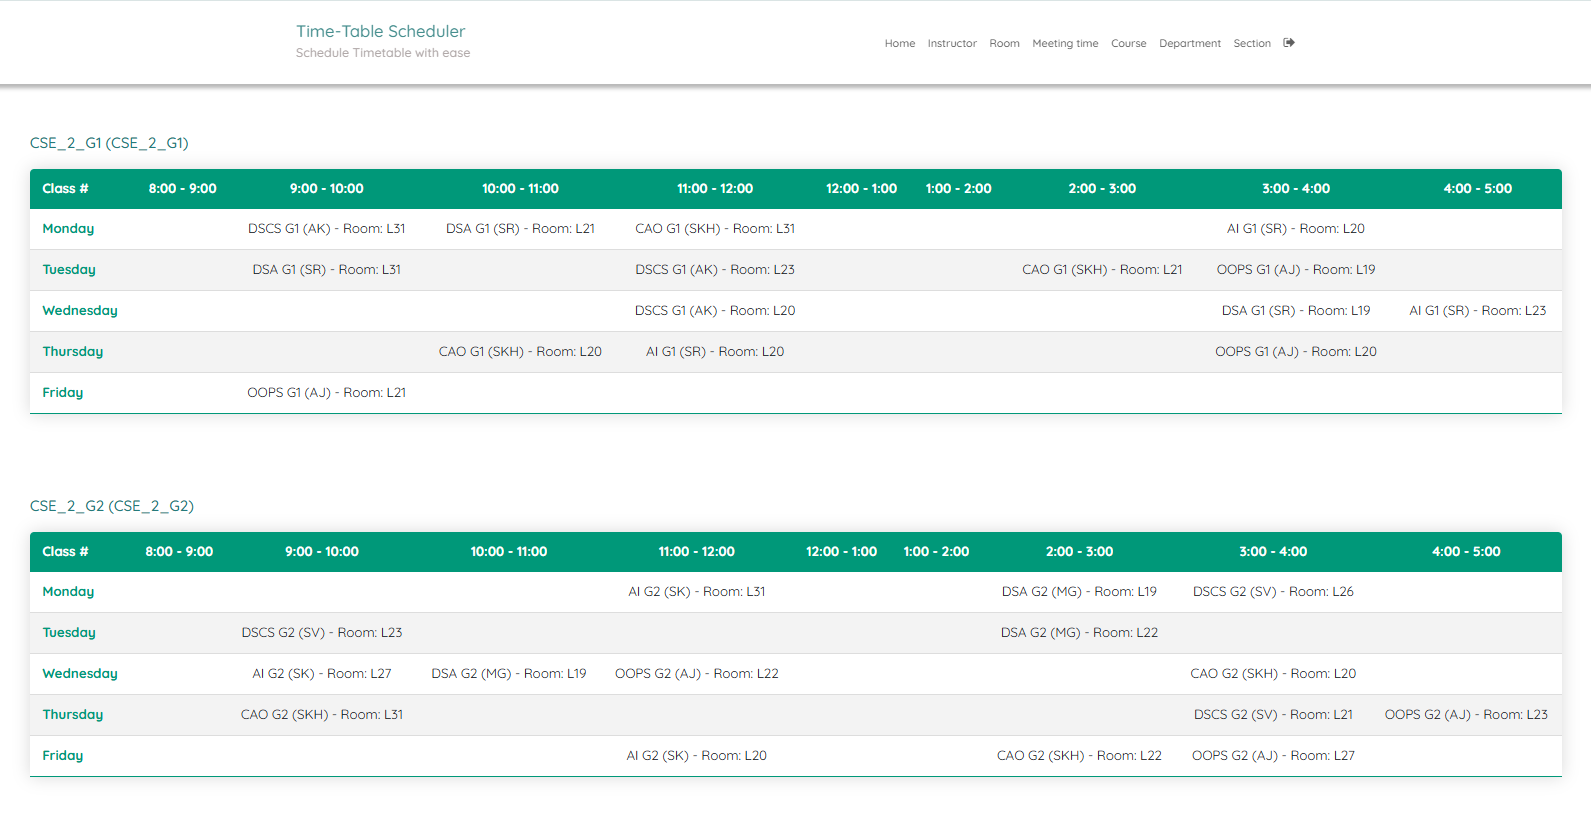 Time-Table Scheduler
Schedule Timetable with ease
Home Instructor Room Meeting time Course Department Section
CSE_2_G1 (CSE_2_G1)
Class # 8:00 - 9:00 9:00 - 10:00 10:00 - 11:00 11:00 - 12:00 12:00 - 1:00 1:00 - 2:00 2:00 - 3:00 3:00 - 4:00 4:00 - 5:00
Monday DSCS G1 (AK) - Room: L31 DSA G1 (SR) - Room: L21 CAO G1 (SKH) - Room: L31 AI G1 (SR) - Room: L20
Tuesday DSA G1 (SR) - Room: L31 DSCS G1 (AK) - Room: L23 CAO G1 (SKH) - Room: L21 OOPS G1 (AJ) - Room: L19
Wednesday DSCS G1 (AK) - Room: L20 DSA G1 (SR) - Room: L19 AI G1 (SR) - Room: L23
Thursday CAO G1 (SKH) - Room: L20 AI G1 (SR) - Room: L20 OOPS G1 (AJ) - Room: L20
Friday OOPS G1 (AJ) - Room: L21
CSE_2_G2 (CSE_2_G2)
Class # 8:00 - 9:00 9:00 - 10:00 10:00 - 11:00 11:00 - 12:00 12:00 - 1:00 1:00 - 2:00 2:00 - 3:00 3:00 - 4:00 4:00 - 5:00
Monday AI G2 (SK) - Room: L31 DSA G2 (MG) - Room: L19 DSCS G2 (SV) - Room: L26
Tuesday DSCS G2 (SV) - Room: L23 DSA G2 (MG) - Room: L22
Wednesday AI G2 (SK) - Room: L27 DSA G2 (MG) - Room: L19 OOPS G2 (AJ) - Room: L22 CAO G2 (SKH) - Room: L20
Thursday CAO G2 (SKH) - Room: L31 DSCS G2 (SV) - Room: L21 OOPS G2 (AJ) - Room: L23
Friday AI G2 (SK) - Room: L20 CAO G2 (SKH) - Room: L22 OOPS G2 (AJ) - Room: L27